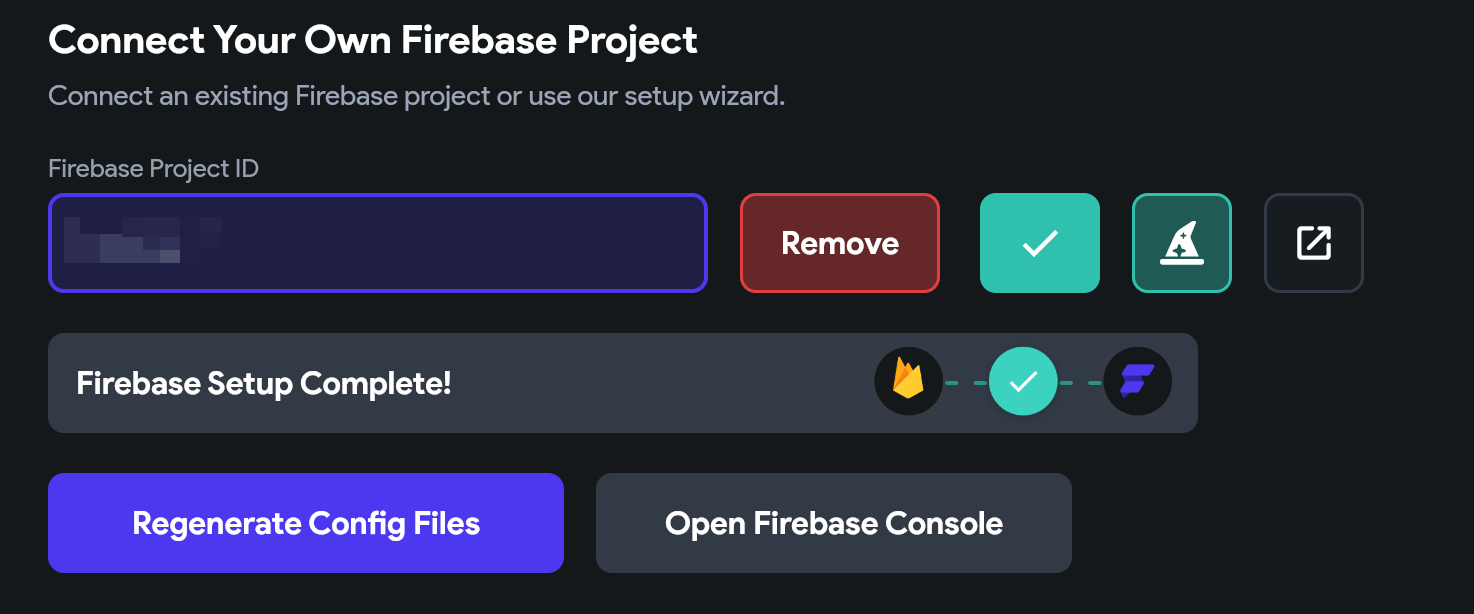 Connect Your Own Firebase Project
Connect an existing Firebase project or use our setup wizard.
Firebase Project ID
Remove
Firebase Setup Complete!
Regenerate Config Files
Open Firebase Console